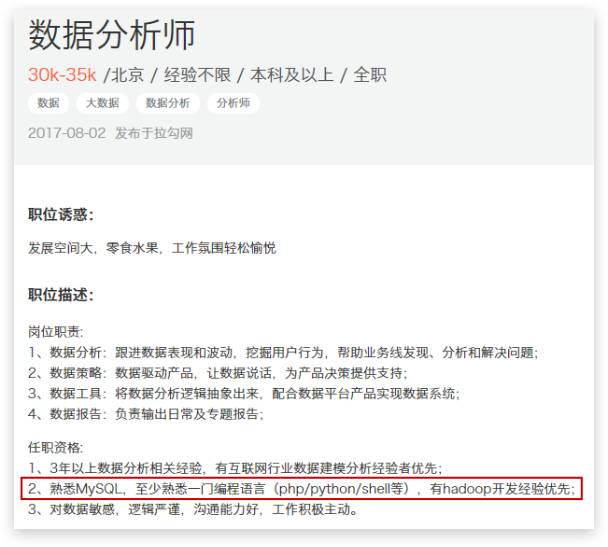 数据分析师
30k-35k /北京 / 经验不限 / 本科及以上 / 全职
数据 大数据 数据分析 分析师
2017-08-02 发布于拉勾网
职位诱惑：
发展空间大，零食水果，工作氛围轻松愉悦
职位描述：
岗位职责:
1、数据分析：跟进数据表现和波动，挖掘用户行为，帮助业务线发现、分析和解决问题；
2、数据策略：数据驱动产品，让数据说话，为产品决策提供支持；
3、数据工具：将数据分析逻辑抽象出来，配合数据平台产品实现数据系统；
4、数据报告：负责输出日常及专题报告；
任职资格:
1、3年以上数据分析相关经验，有互联网行业数据建模分析经验者优先；
2、熟悉MySQL，至少熟悉一门编程语言（php/python/shell等），有hadoop开发经验优先；
3、对数据敏感，逻辑严谨，沟通能力好，工作积极主动。